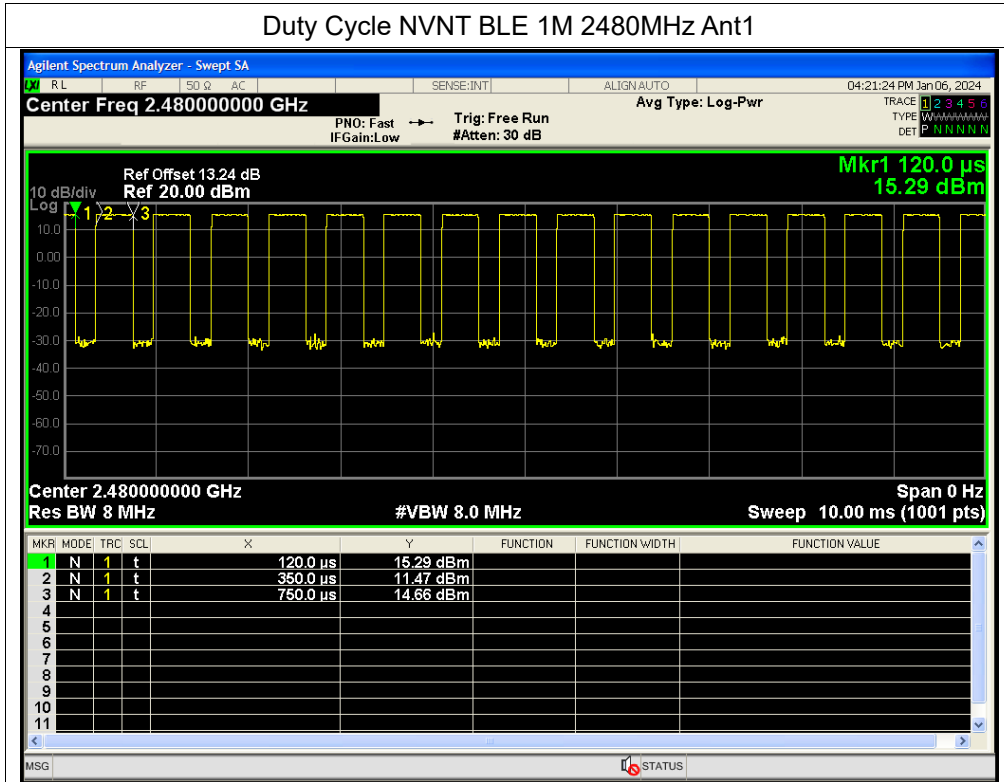 Duty Cycle NVNT BLE 1M 2480MHz Ant1
Agilent Spectrum Analyzer - Swept SA
LXI RL RF 50 Ω AC SENSE:INT ALIGNAUTO 04:21:24 PM Jan 06, 2024
Center Freq 2.480000000 GHz Avg Type: Log-Pwr TRACE 1 2 3 4 5 6
PNO: Fast Trig: Free Run TYPE WWWWWW
IFGain:Low #Atten: 30 dB DET P N N N N N
Mkr1 120.0 µs
15.29 dBm
Ref Offset 13.24 dB
10 dB/div Ref 20.00 dBm
Log
1 2 3
10.0
0.00
-10.0
-20.0
-30.0
-40.0
-50.0
-60.0
-70.0
Center 2.480000000 GHz Span 0 Hz
Res BW 8 MHz #VBW 8.0 MHz Sweep 10.00 ms (1001 pts)
MKR MODE TRC SCL X Y FUNCTION FUNCTION WIDTH FUNCTION VALUE
1 N 1 t 120.0 µs 15.29 dBm
2 N 1 t 350.0 µs 11.47 dBm
3 N 1 t 750.0 µs 14.66 dBm
4
5
6
7
8
9
10
11
MSG STATUS